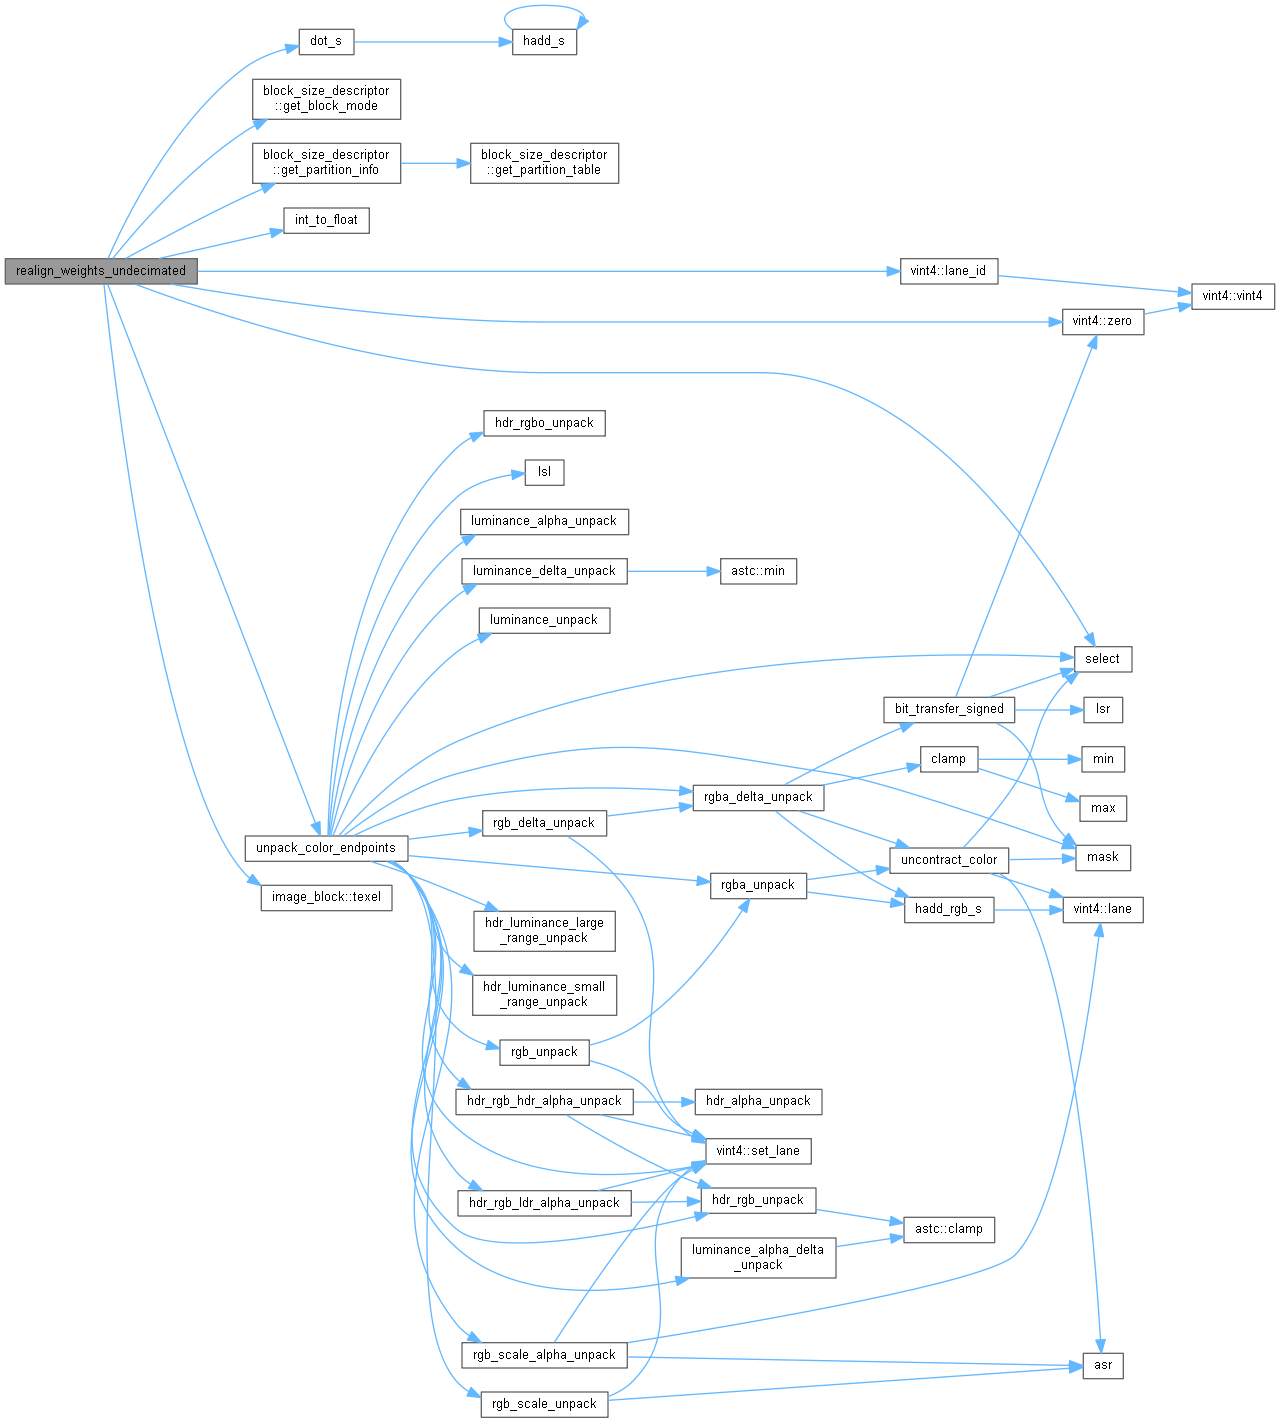 dot_s
hadd_s
block_size_descriptor
::get_block_mode
block_size_descriptor
::get_partition_info
block_size_descriptor
::get_partition_table
int_to_float
realign_weights_undecimated
vint4::lane_id
vint4::vint4
vint4::zero
hdr_rgbo_unpack
lsl
luminance_alpha_unpack
luminance_delta_unpack
astc::min
luminance_unpack
select
bit_transfer_signed
lsr
clamp
min
rgba_delta_unpack
max
rgb_delta_unpack
unpack_color_endpoints
uncontract_color
mask
rgba_unpack
image_block::texel
hadd_rgb_s
vint4::lane
hdr_luminance_large
_range_unpack
hdr_luminance_small
_range_unpack
rgb_unpack
hdr_rgb_hdr_alpha_unpack
hdr_alpha_unpack
vint4::set_lane
hdr_rgb_ldr_alpha_unpack
hdr_rgb_unpack
astc::clamp
luminance_alpha_delta
_unpack
rgb_scale_alpha_unpack
asr
rgb_scale_unpack